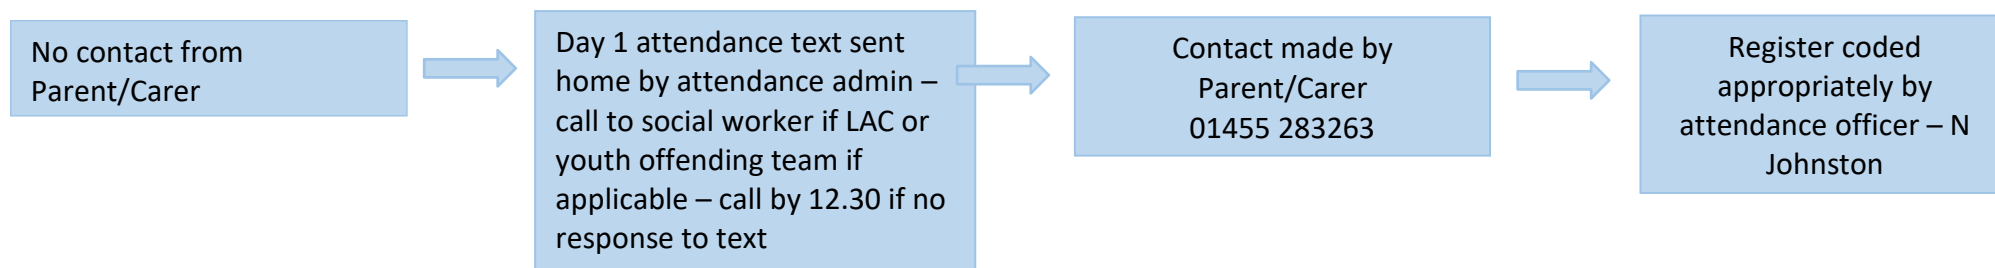 No contact from
Parent/Carer
Day 1 attendance text sent
home by attendance admin –
call to social worker if LAC or
youth offending team if
applicable – call by 12.30 if no
response to text
Contact made by
Parent/Carer
01455 283263
Register coded
appropriately by
attendance officer – N
Johnston